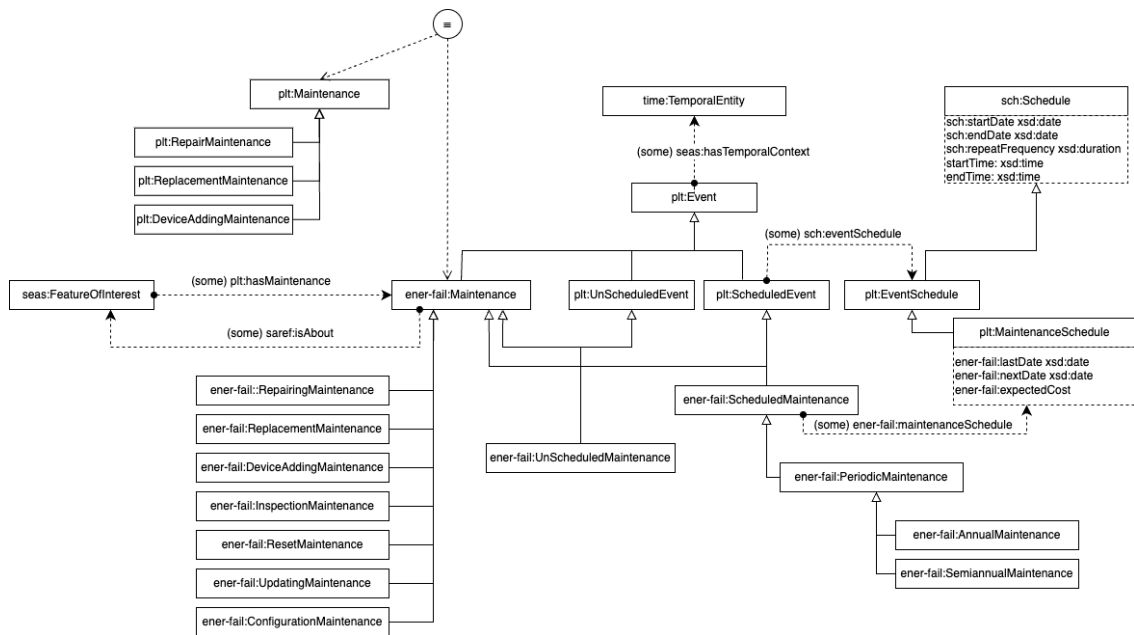 ≡
plt:Maintenance
time:TemporalEntity
sch:Schedule
sch:startDate xsd:date
sch:endDate xsd:date
sch:repeatFrequency xsd:duration
startTime: xsd:time
endTime: xsd:time
plt:RepairMaintenance
(some) seas:hasTemporalContext
plt:ReplacementMaintenance
plt:Event
plt:DeviceAddingMaintenance
(some) sch:eventSchedule
(some) plt:hasMaintenance
seas:FeatureOfInterest
ener-fail:Maintenance
plt:UnScheduledEvent
plt:ScheduledEvent
plt:EventSchedule
(some) saref:isAbout
plt:MaintenanceSchedule
ener-fail:lastDate xsd:date
ener-fail:nextDate xsd:date
ener-fail:expectedCost
ener-fail::RepairingMaintenance
ener-fail:ScheduledMaintenance
ener-fail:ReplacementMaintenance
(some) ener-fail:maintenanceSchedule
ener-fail:UnScheduledMaintenance
ener-fail:DeviceAddingMaintenance
ener-fail:PeriodicMaintenance
ener-fail:InspectionMaintenance
ener-fail:AnnualMaintenance
ener-fail:ResetMaintenance
ener-fail:SemiannualMaintenance
ener-fail:UpdatingMaintenance
ener-fail:ConfigurationMaintenance